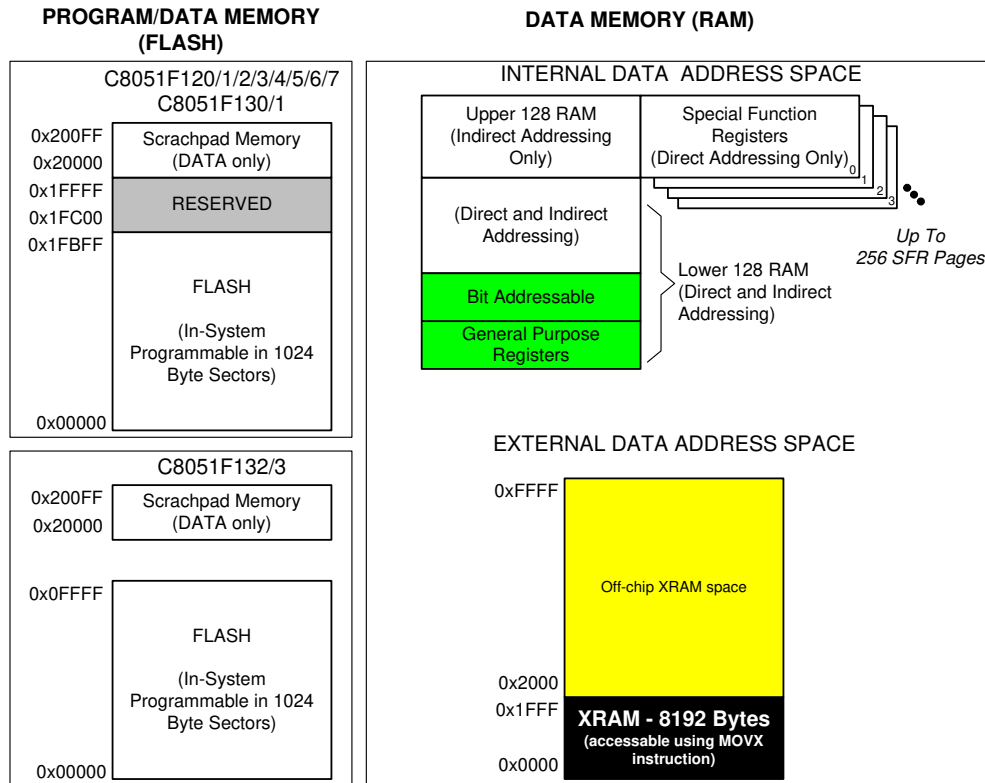 PROGRAM/DATA MEMORY
(FLASH)
C8051F120/1/2/3/4/5/6/7
C8051F130/1
0x200FF
Scrachpad Memory
0x20000
(DATA only)
0x1FFFF
RESERVED
0x1FC00
0x1FBFF
FLASH
(In-System
Programmable in 1024
Byte Sectors)
0x00000
C8051F132/3
0x200FF
Scrachpad Memory
0x20000
(DATA only)
0x0FFFF
FLASH
(In-System
Programmable in 1024
Byte Sectors)
0x00000
DATA MEMORY (RAM)
INTERNAL DATA ADDRESS SPACE
Upper 128 RAM
(Indirect Addressing
Only)
Special Function
Registers
(Direct Addressing Only)
0
1
2
3
Up To
256 SFR Pages
(Direct and Indirect
Addressing)
Bit Addressable
General Purpose
Registers
Lower 128 RAM
(Direct and Indirect
Addressing)
EXTERNAL DATA ADDRESS SPACE
0xFFFF
Off-chip XRAM space
0x2000
0x1FFF
XRAM - 8192 Bytes
(accessable using MOVX
instruction)
0x0000